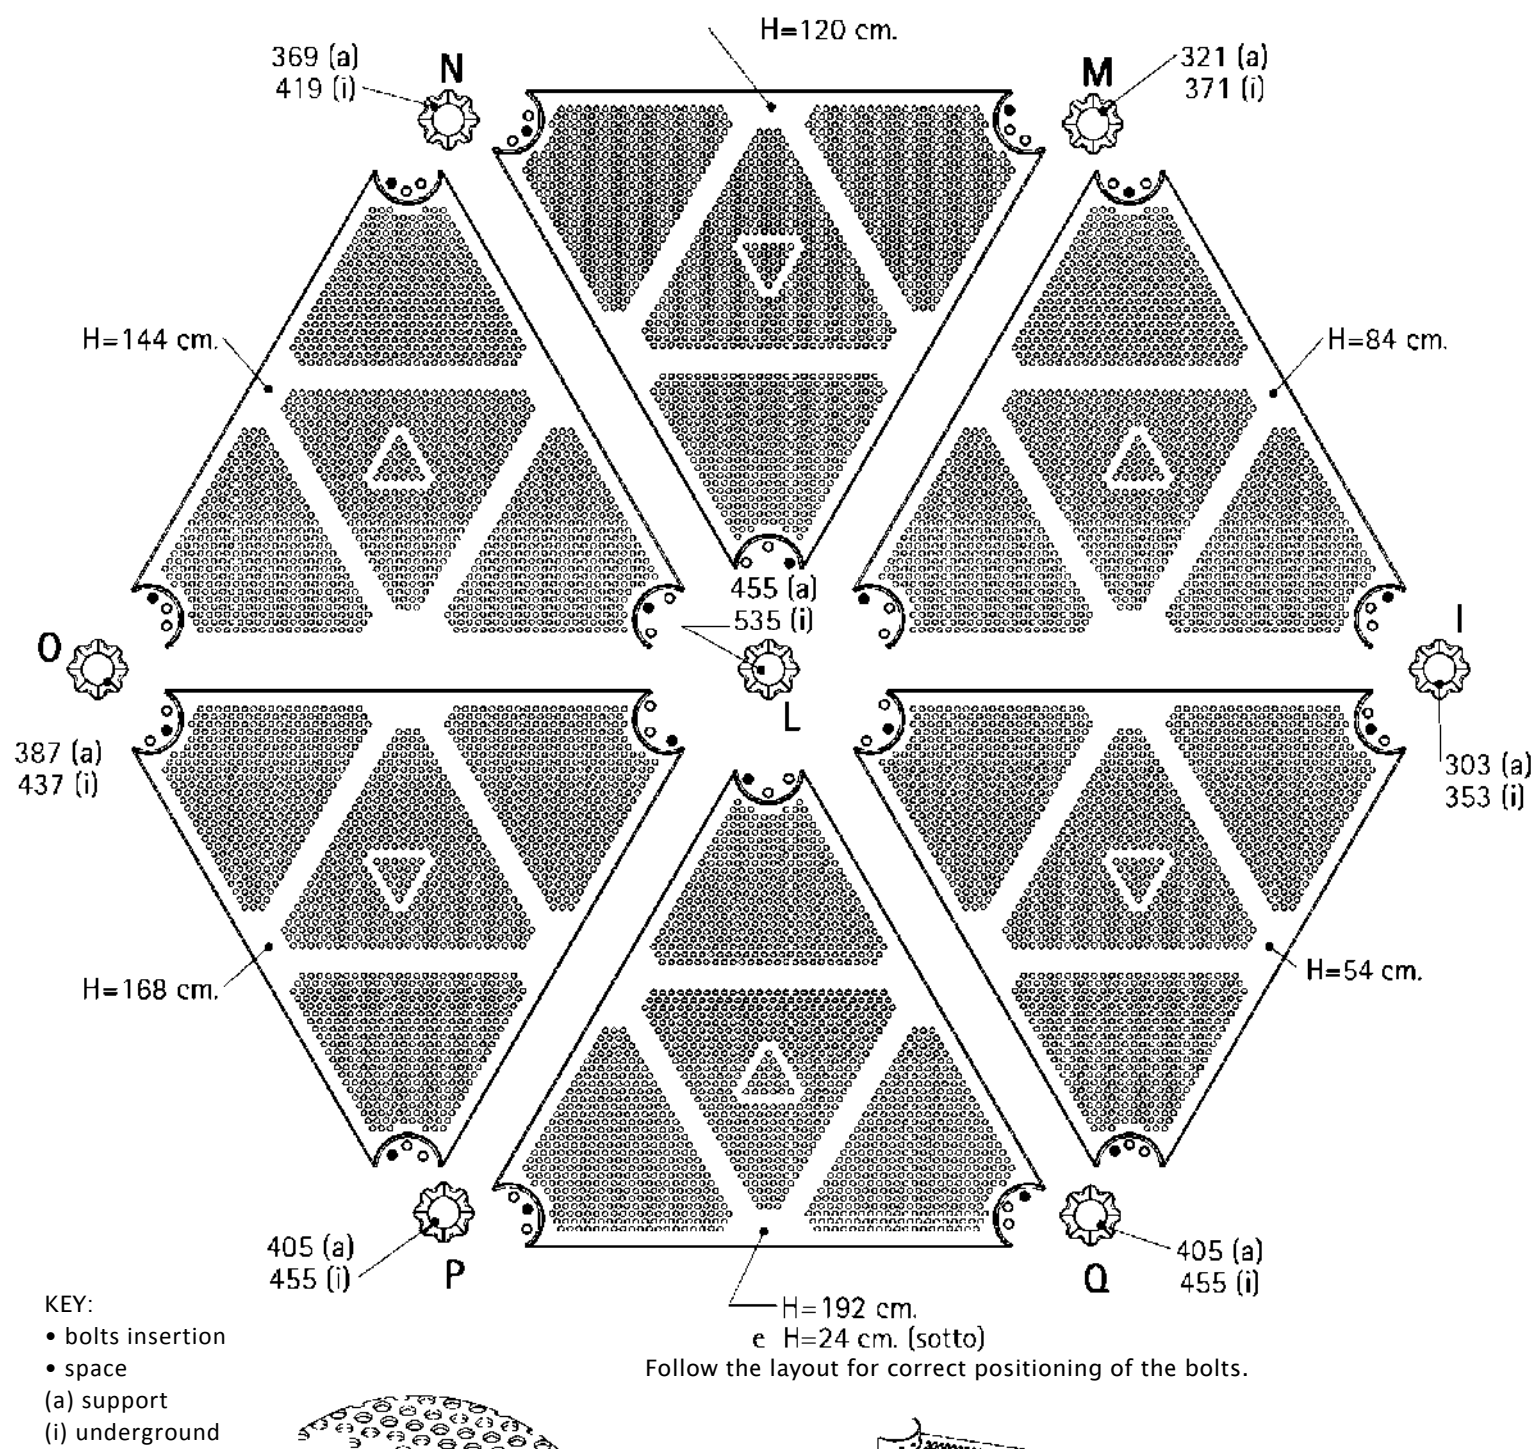 H=120 cm.
369 (a)
419 (i)
N
M
321 (a)
371 (i)
H=144 cm.
H=84 cm.
455 (a)
535 (i)
O
I
L
387 (a)
437 (i)
303 (a)
353 (i)
H=168 cm.
H=54 cm.
405 (a)
455 (i)
P
405 (a)
455 (i)
Q
H=192 cm.
e H=24 cm. (sotto)
Follow the layout for correct positioning of the bolts.
KEY:
• bolts insertion
• space
(a) support
(i) underground